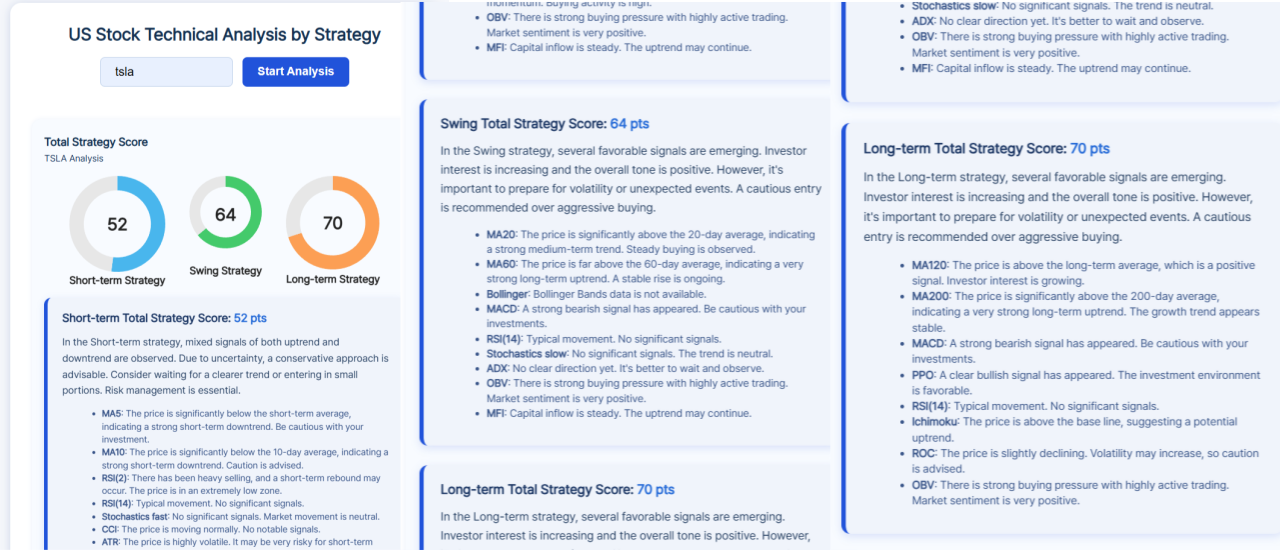 US Stock Technical Analysis by Strategy
tsla
Start Analysis
Total Strategy Score
TSLA Analysis
52
64
70
Short-term Strategy
Swing Strategy
Long-term Strategy
Short-term Total Strategy Score: 52 pts
In the Short-term strategy, mixed signals of both uptrend and
downtrend are observed. Due to uncertainty, a conservative approach is
advisable. Consider waiting for a clearer trend or entering in small
portions. Risk management is essential.
• MA5: The price is significantly below the short-term average,
indicating a strong short-term downtrend. Be cautious with your
investment.
• MA10: The price is significantly below the 10-day average, indicating a
strong short-term downtrend. Caution is advised.
• RSI(2): There has been heavy selling, and a short-term rebound may
occur. The price is in an extremely low zone.
• RSI(14): Typical movement. No significant signals.
• Stochastics fast: No significant signals. Market movement is neutral.
• CCI: The price is moving normally. No notable signals.
• ATR: The price is highly volatile. It may be very risky for short-term
momentum. Buying activity is high.
• OBV: There is strong buying pressure with highly active trading.
Market sentiment is very positive.
• MFI: Capital inflow is steady. The uptrend may continue.
Swing Total Strategy Score: 64 pts
In the Swing strategy, several favorable signals are emerging. Investor
interest is increasing and the overall tone is positive. However, it's
important to prepare for volatility or unexpected events. A cautious entry
is recommended over aggressive buying.
• MA20: The price is significantly above the 20-day average, indicating
a strong medium-term trend. Steady buying is observed.
• MA60: The price is far above the 60-day average, indicating a very
strong long-term uptrend. A stable rise is ongoing.
• Bollinger: Bollinger Bands data is not available.
• MACD: A strong bearish signal has appeared. Be cautious with your
investments.
• RSI(14): Typical movement. No significant signals.
• Stochastics slow: No significant signals. The trend is neutral.
• ADX: No clear direction yet. It's better to wait and observe.
• OBV: There is strong buying pressure with highly active trading.
Market sentiment is very positive.
• MFI: Capital inflow is steady. The uptrend may continue.
Long-term Total Strategy Score: 70 pts
In the Long-term strategy, several favorable signals are emerging.
Investor interest is increasing and the overall tone is positive. However,
• Stochastics slow: No significant signals. The trend is neutral.
• ADX: No clear direction yet. It's better to wait and observe.
• OBV: There is strong buying pressure with highly active trading.
Market sentiment is very positive.
• MFI: Capital inflow is steady. The uptrend may continue.
Long-term Total Strategy Score: 70 pts
In the Long-term strategy, several favorable signals are emerging.
Investor interest is increasing and the overall tone is positive. However,
it's important to prepare for volatility or unexpected events. A cautious
entry is recommended over aggressive buying.
• MA120: The price is above the long-term average, which is a positive
signal. Investor interest is growing.
• MA200: The price is significantly above the 200-day average,
indicating a very strong long-term uptrend. The growth trend appears
stable.
• MACD: A strong bearish signal has appeared. Be cautious with your
investments.
• PPO: A clear bullish signal has appeared. The investment environment
is favorable.
• RSI(14): Typical movement. No significant signals.
• Ichimoku: The price is above the base line, suggesting a potential
uptrend.
• ROC: The price is slightly declining. Volatility may increase, so caution
is advised.
• OBV: There is strong buying pressure with highly active trading.
Market sentiment is very positive.